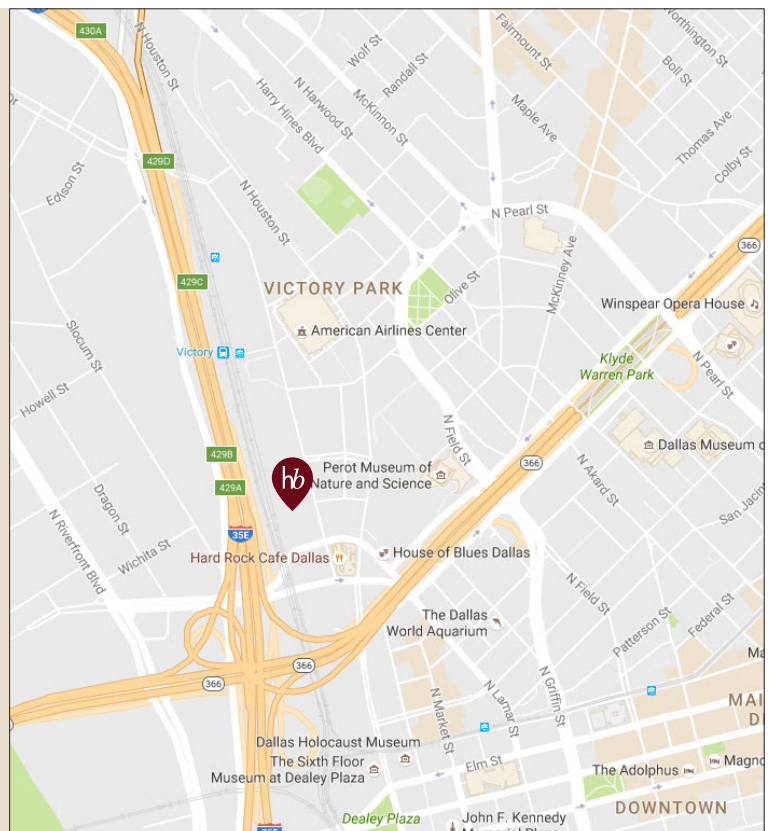 430A
N Houston St
Wolf St
Randall St
Fairmount St
Worthington St
Boll St
Harry Hines Blvd
N Harwood St
McKinnon St
Maple Ave
Thomas Ave
Colby St
429D
Edison St
N Houston St
N Pearl St
366
429C
VICTORY PARK
Olive St
McKinney Ave
Winspear Opera House
American Airlines Center
Slocum St
Victory
Klyde
Warren Park
N Pearl St
Howell St
N Field St
429B
Dallas Museum o
hb
Perot Museum of
Nature and Science
366
N Akard St
429A
Dragon St
San Jacin
35E
N Riverfront Blvd
Wichita St
Hard Rock Cafe Dallas
House of Blues Dallas
N Field St
The Dallas
World Aquarium
Patterson St
Federal St
366
366
Ma
N Market St
N Lamar St
N Griffin St
MAI
D
Dallas Holocaust Museum
The Sixth Floor
Museum at Dealey Plaza
Elm St
The Adolphus
Magno
DOWNTOWN
Dealey Plaza
John F. Kennedy
Memorial Plaza
35E